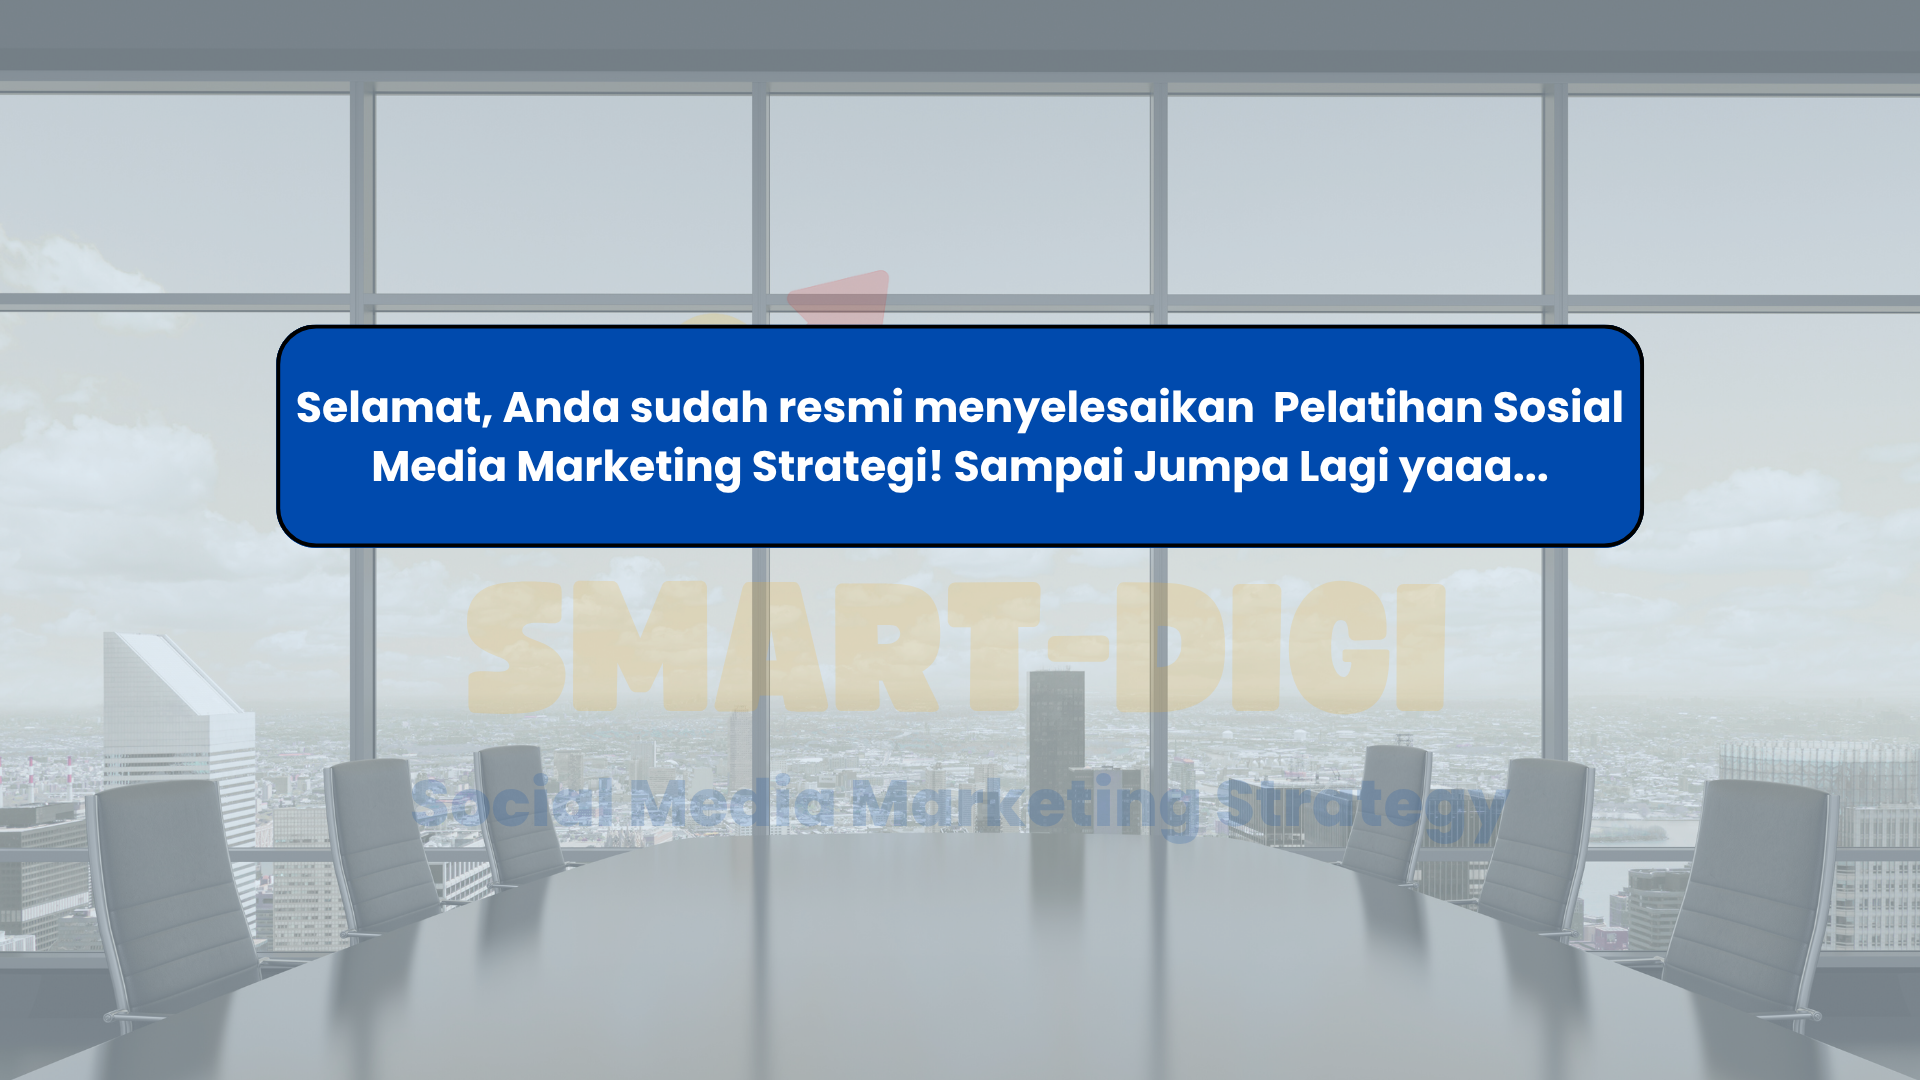 Selamat, Anda sudah resmi menyelesaikan  Pelatihan Sosial
Media Marketing Strategi! Sampai Jumpa Lagi yaaa...
SMART-DIGI
Social Media Marketing Strategy